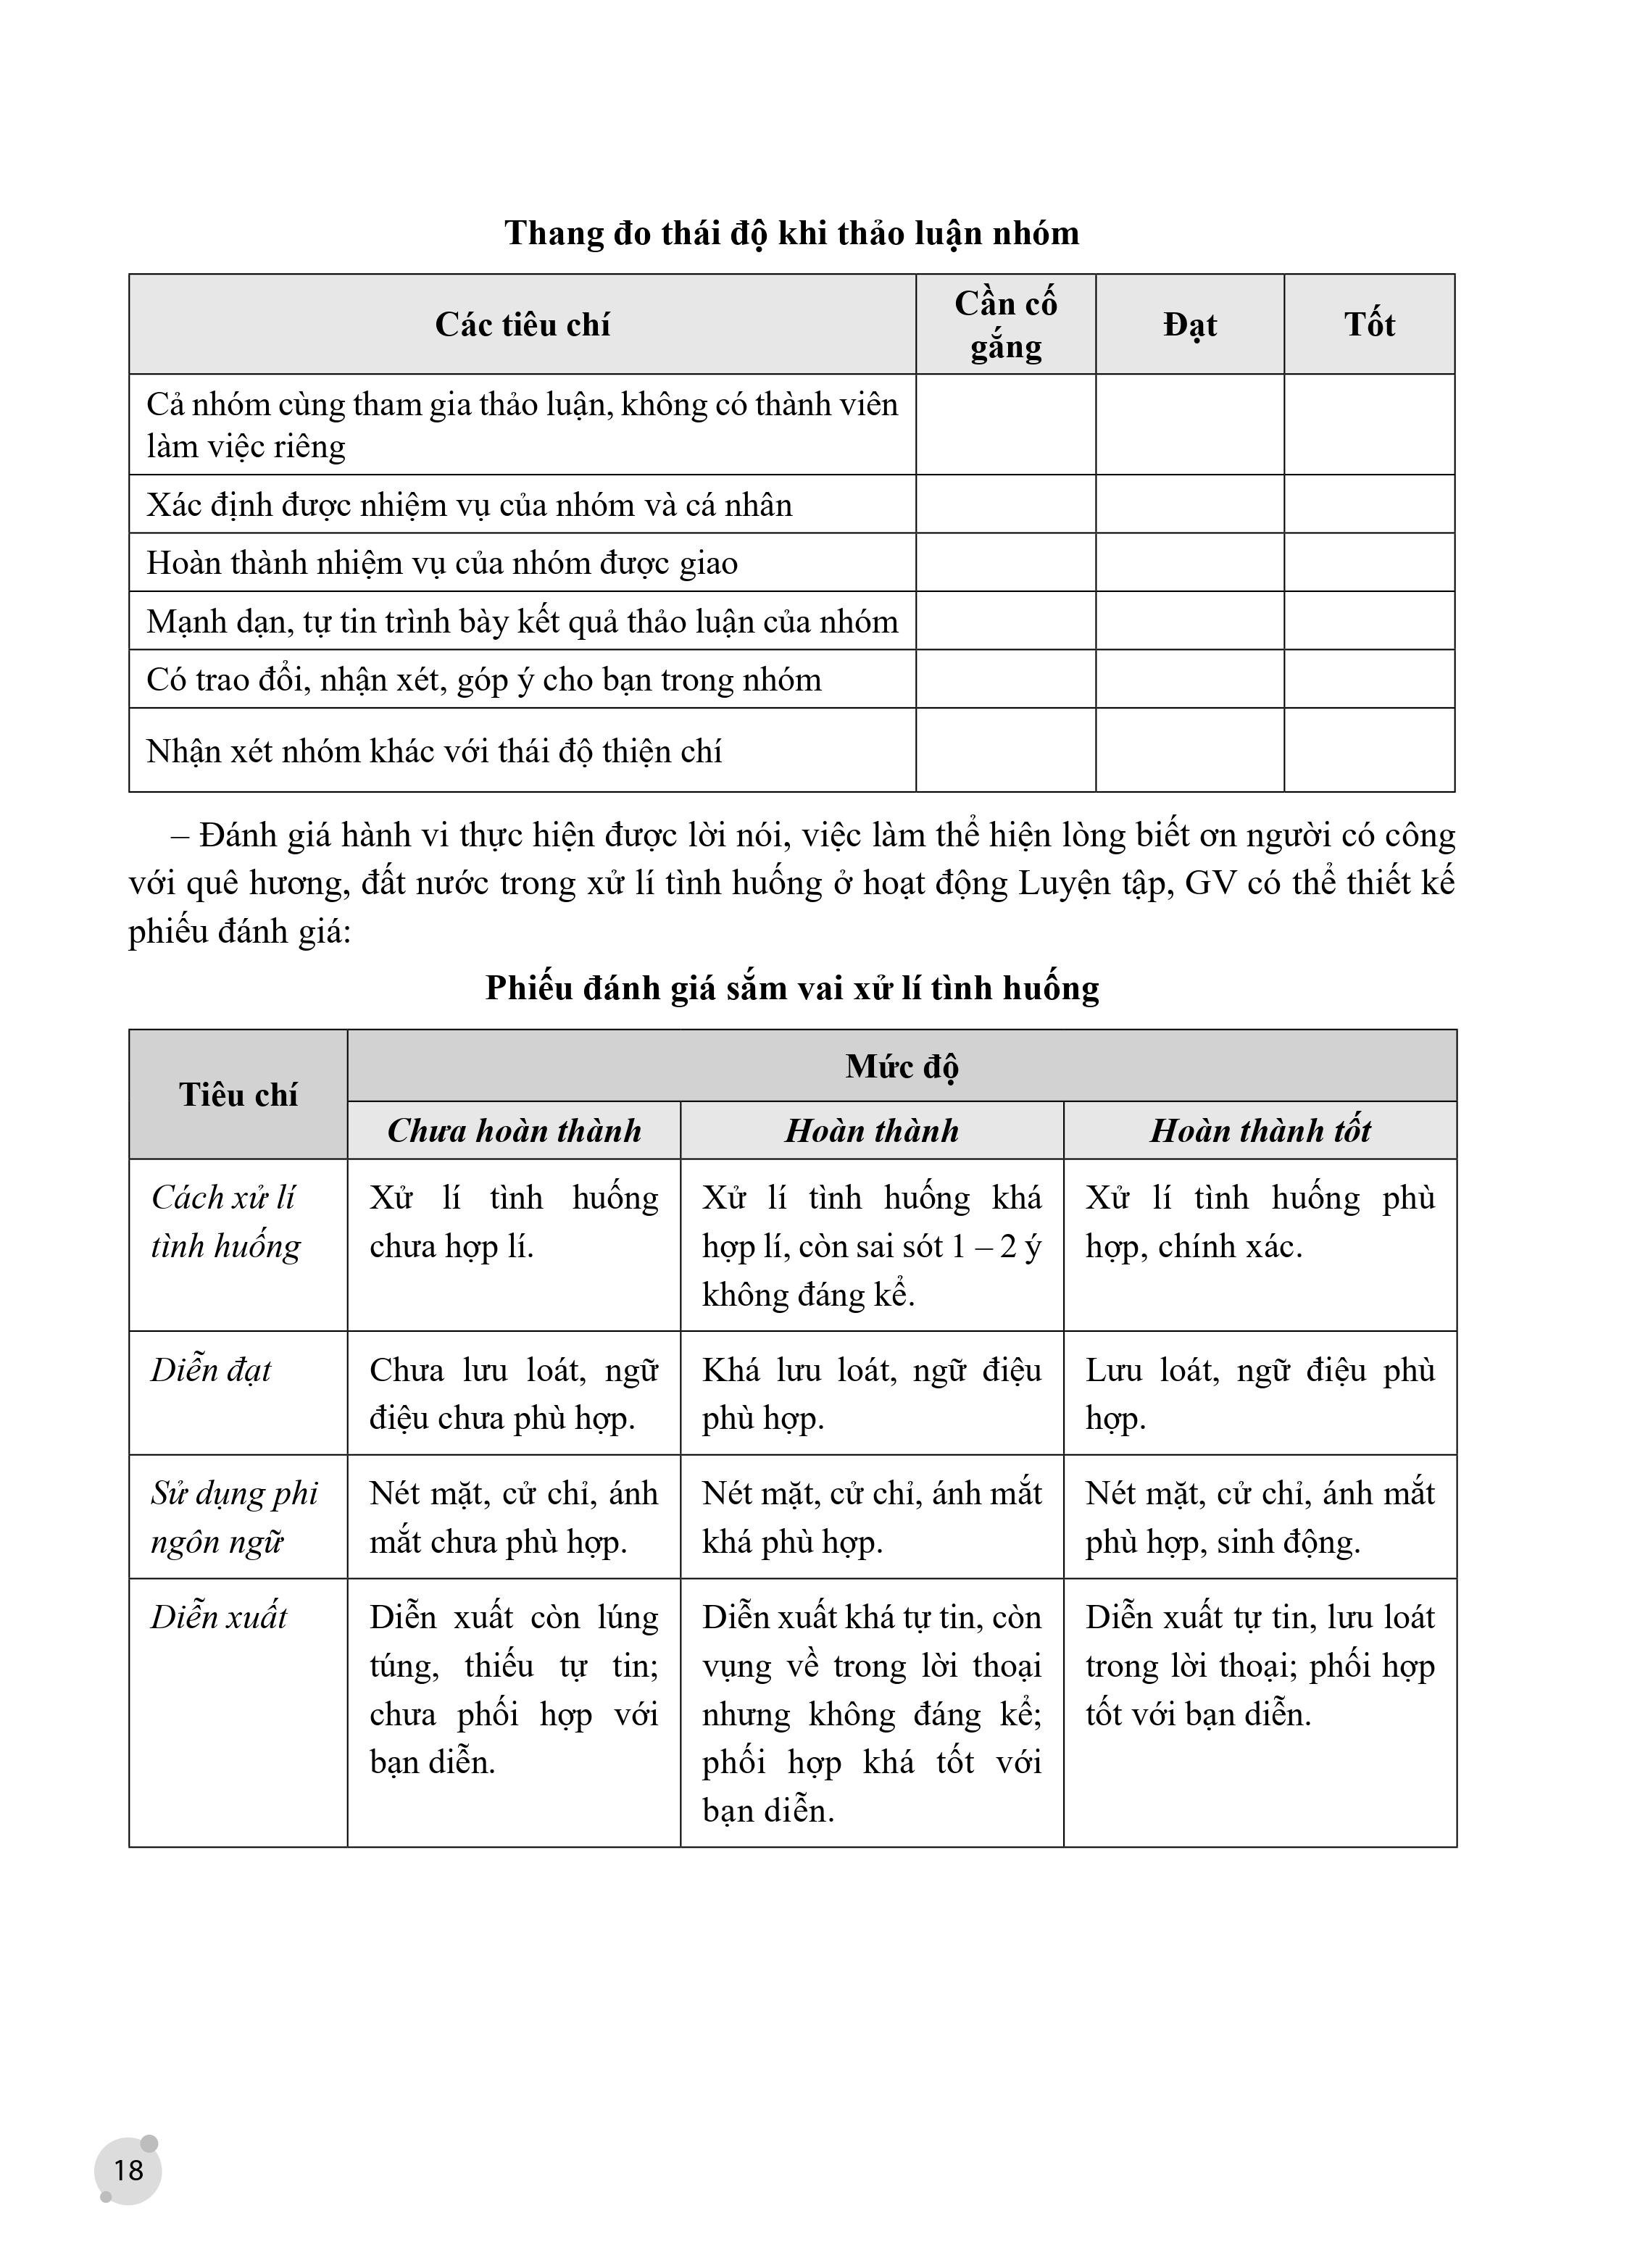 Thang đo thái độ khi thảo luận nhóm
Các tiêu chí
Cần cố
gắng
Đạt
Tốt
Cả nhóm cùng tham gia thảo luận, không có thành viên
làm việc riêng
Xác định được nhiệm vụ của nhóm và cá nhân
Hoàn thành nhiệm vụ của nhóm được giao
Mạnh dạn, tự tin trình bày kết quả thảo luận của nhóm
Có trao đổi, nhận xét, góp ý cho bạn trong nhóm
Nhận xét nhóm khác với thái độ thiện chí
– Đánh giá hành vi thực hiện được lời nói, việc làm thể hiện lòng biết ơn người có công
với quê hương, đất nước trong xử lí tình huống ở hoạt động Luyện tập, GV có thể thiết kế
phiếu đánh giá:
Phiếu đánh giá sắm vai xử lí tình huống
Tiêu chí
Mức độ
Chưa hoàn thành
Hoàn thành
Hoàn thành tốt
Cách xử lí
tình huống
Xử lí tình huống
chưa hợp lí.
Xử lí tình huống khá
hợp lí, còn sai sót 1 – 2 ý
không đáng kể.
Xử lí tình huống phù
hợp, chính xác.
Diễn đạt
Chưa lưu loát, ngữ
điệu chưa phù hợp.
Khá lưu loát, ngữ điệu
phù hợp.
Lưu loát, ngữ điệu phù
hợp.
Sử dụng phi
ngôn ngữ
Nét mặt, cử chỉ, ánh
mắt chưa phù hợp.
Nét mặt, cử chỉ, ánh mắt
khá phù hợp.
Nét mặt, cử chỉ, ánh mắt
phù hợp, sinh động.
Diễn xuất
Diễn xuất còn lúng
túng, thiếu tự tin;
chưa phối hợp với
bạn diễn.
Diễn xuất khá tự tin, còn
vụng về trong lời thoại
nhưng không đáng kể;
phối hợp khá tốt với
bạn diễn.
Diễn xuất tự tin, lưu loát
trong lời thoại; phối hợp
tốt với bạn diễn.
18